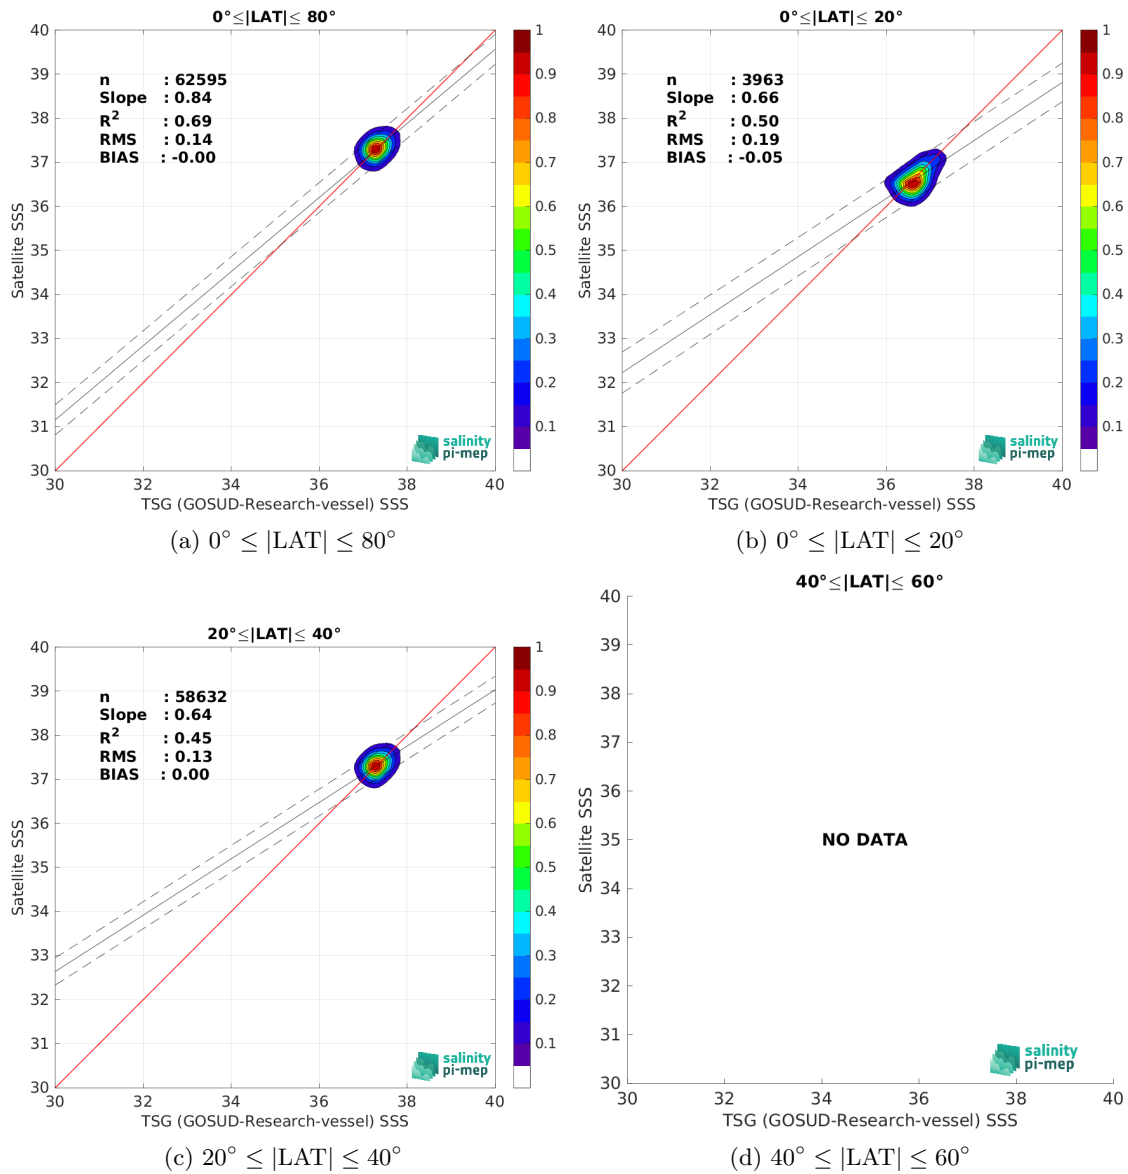 0°≤|LAT|≤ 80°
40
39
38
37
36
35
34
33
32
31
30
n : 62595
Slope : 0.84
R² : 0.69
RMS : 0.14
BIAS : -0.00
Satellite SSS
salinity
pi-mep
30 32 34 36 38 40
TSG (GOSUD-Research-vessel) SSS
1
0.9
0.8
0.7
0.6
0.5
0.4
0.3
0.2
0.1
(a) 0° ≤ |LAT| ≤ 80°
0°≤|LAT|≤ 20°
40
39
38
37
36
35
34
33
32
31
30
n : 3963
Slope : 0.66
R² : 0.50
RMS : 0.19
BIAS : -0.05
Satellite SSS
salinity
pi-mep
30 32 34 36 38 40
TSG (GOSUD-Research-vessel) SSS
1
0.9
0.8
0.7
0.6
0.5
0.4
0.3
0.2
0.1
(b) 0° ≤ |LAT| ≤ 20°
20°≤|LAT|≤ 40°
40
39
38
37
36
35
34
33
32
31
30
n : 58632
Slope : 0.64
R² : 0.45
RMS : 0.13
BIAS : 0.00
Satellite SSS
salinity
pi-mep
30 32 34 36 38 40
TSG (GOSUD-Research-vessel) SSS
1
0.9
0.8
0.7
0.6
0.5
0.4
0.3
0.2
0.1
(c) 20° ≤ |LAT| ≤ 40°
40°≤|LAT|≤ 60°
40
39
38
37
36
35
34
33
32
31
30
Satellite SSS
NO DATA
salinity
pi-mep
30 32 34 36 38 40
TSG (GOSUD-Research-vessel) SSS
(d) 40° ≤ |LAT| ≤ 60°